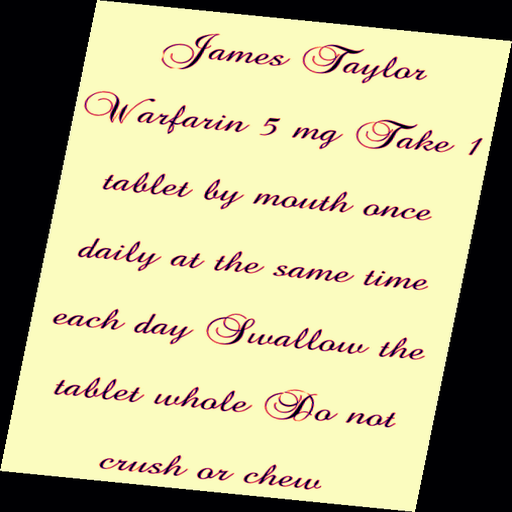 James Taylor
Warfarin 5 mg Take 1
tablet by mouth once
daily at the same time
each day Swallow the
tablet whole Do not
crush or chew